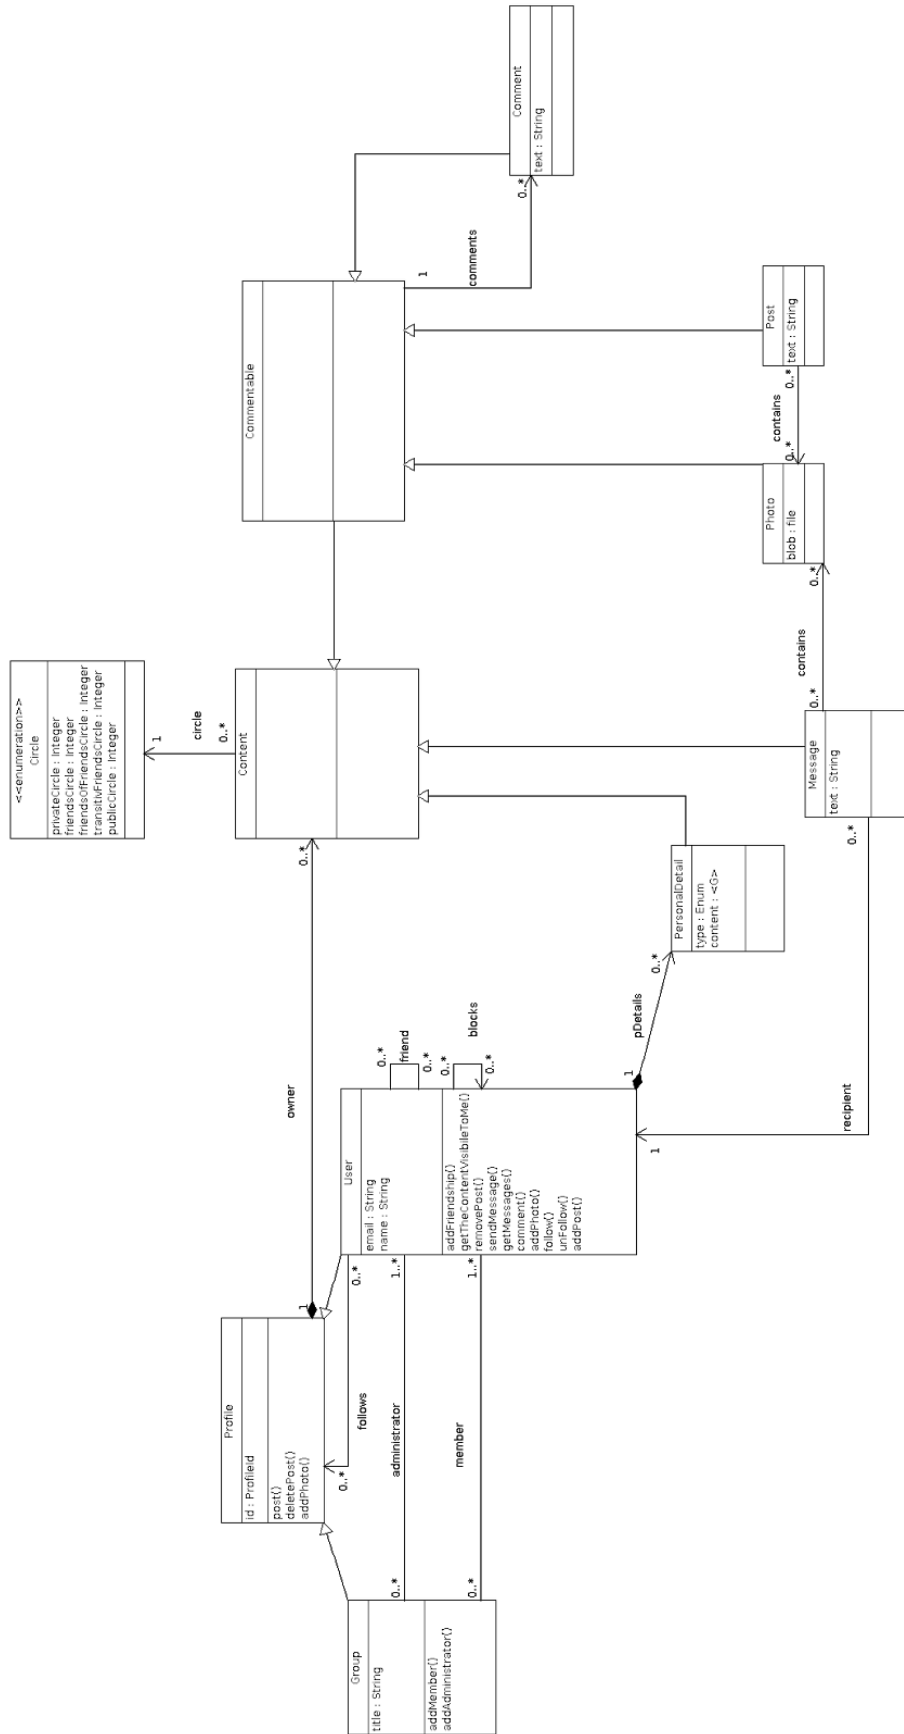 <<enumeration>>
Circle
privateCircle : Integer
friendsCircle : Integer
friendsOfFriendsCircle : Integer
transitivFriendsCircle : Integer
publicCircle : Integer
1
circle
0..*
Profile
id : ProfileId
post()
deletePost()
addPhoto()
1
owner
0..*
Content
Commentable
1
comments
0..*
Comment
text : String
Group
title : String
addMember()
addAdministrator()
0..*
follows
0..*
0..*
administrator
1..*
0..*
member
1..*
User
email : String
name : String
addFriendship()
getTheContentVisibileToMe()
removePost()
sendMessage()
getMessages()
comment()
addPhoto()
follow()
unFollow()
addPost()
0..*
friend
0..*
0..*
blocks
0..*
1
pDetails
0..*
PersonalDetail
type : Enum
content : <G>
1
recipient
0..*
Message
text : String
0..*
contains
0..*
Photo
blob : file
0..*
contains
0..*
Post
text : String